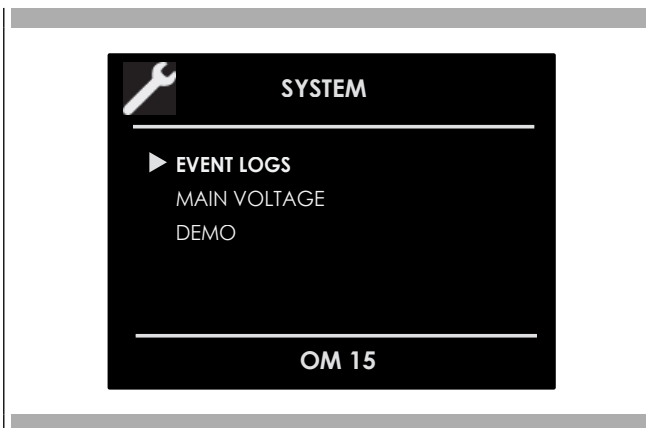 SYSTEM
EVENT LOGS
MAIN VOLTAGE
DEMO
OM 15